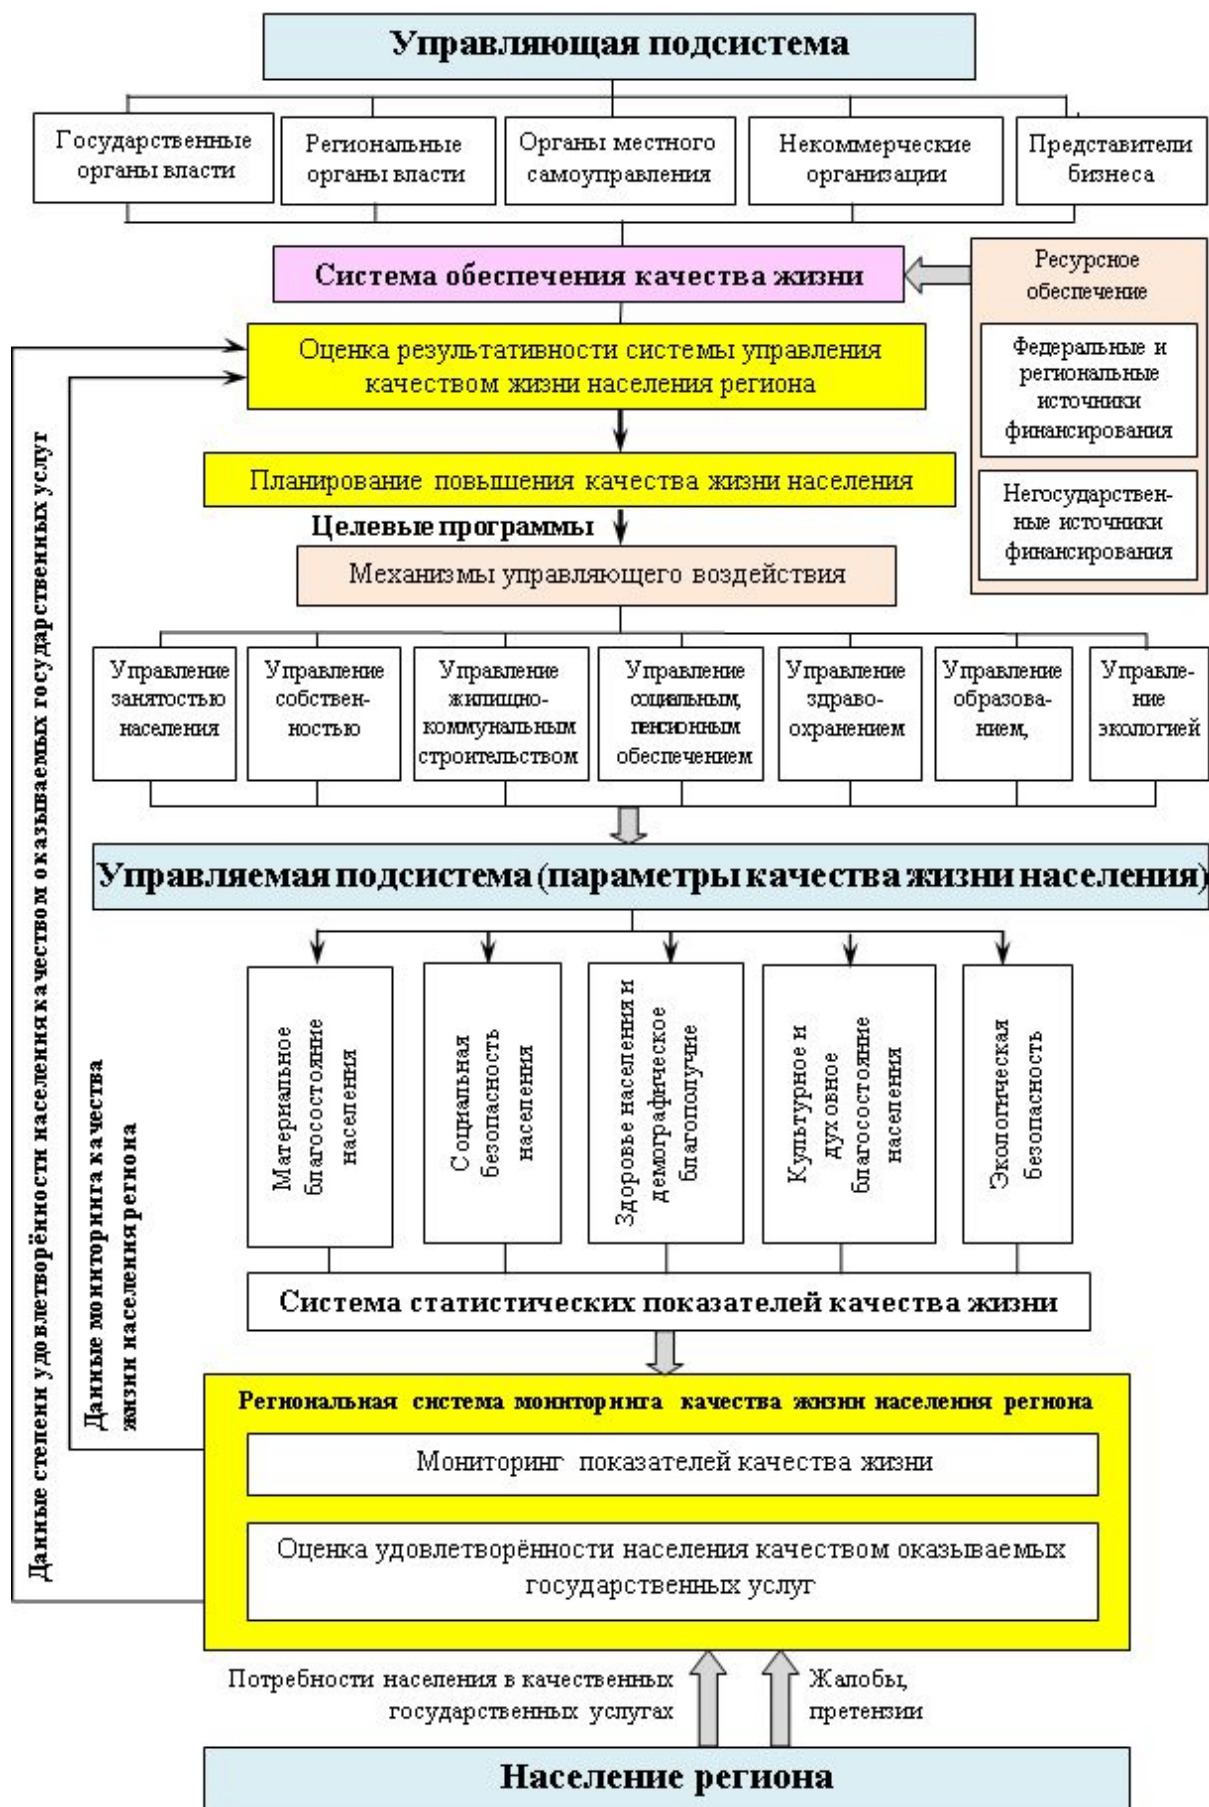 Управляющая подсистема
Государственные
органы власти
Региональные
органы власти
Органы местного
самоуправления
Некоммерческие
организации
Представители
бизнеса
Система обеспечения качества жизни
Ресурсное
обеспечение
Федеральные и
региональные
источники
финансирования
Негосударствен-
ные источники
финансирования
Оценка результативности системы управления
качеством жизни населения региона
Планирование повышения качества жизни населения
Целевые программы
Механизмы управляющего воздействия
Управление
занятостью
населения
Управление
собствен-
ностью
Управление
жилищно-
коммунальным
строительством
Управление
социальным,
пенсионным
обеспечением
Управление
здраво-
охранением
Управление
образова-
нием,
Управле-
ние
экологией
Управляемая подсистема (параметры качества жизни населения)
Материальное
благосостояние
населения
Социальная
безопасность
населения
Здоровье населения и
демографическое
благополучие
Культурное и
духовное
благосостояние
населения
Экологическая
безопасность
Система статистических показателей качества жизни
Региональная система мониторинга качества жизни населения региона
Мониторинг показателей качества жизни
Оценка удовлетворённости населения качеством оказываемых
государственных услуг
Данные степени удовлетворённости населения качеством оказываемых государственных услуг
Данные мониторинга качества
жизни населения региона
Потребности населения в качественных
государственных услугах
Жалобы,
претензии
Население региона